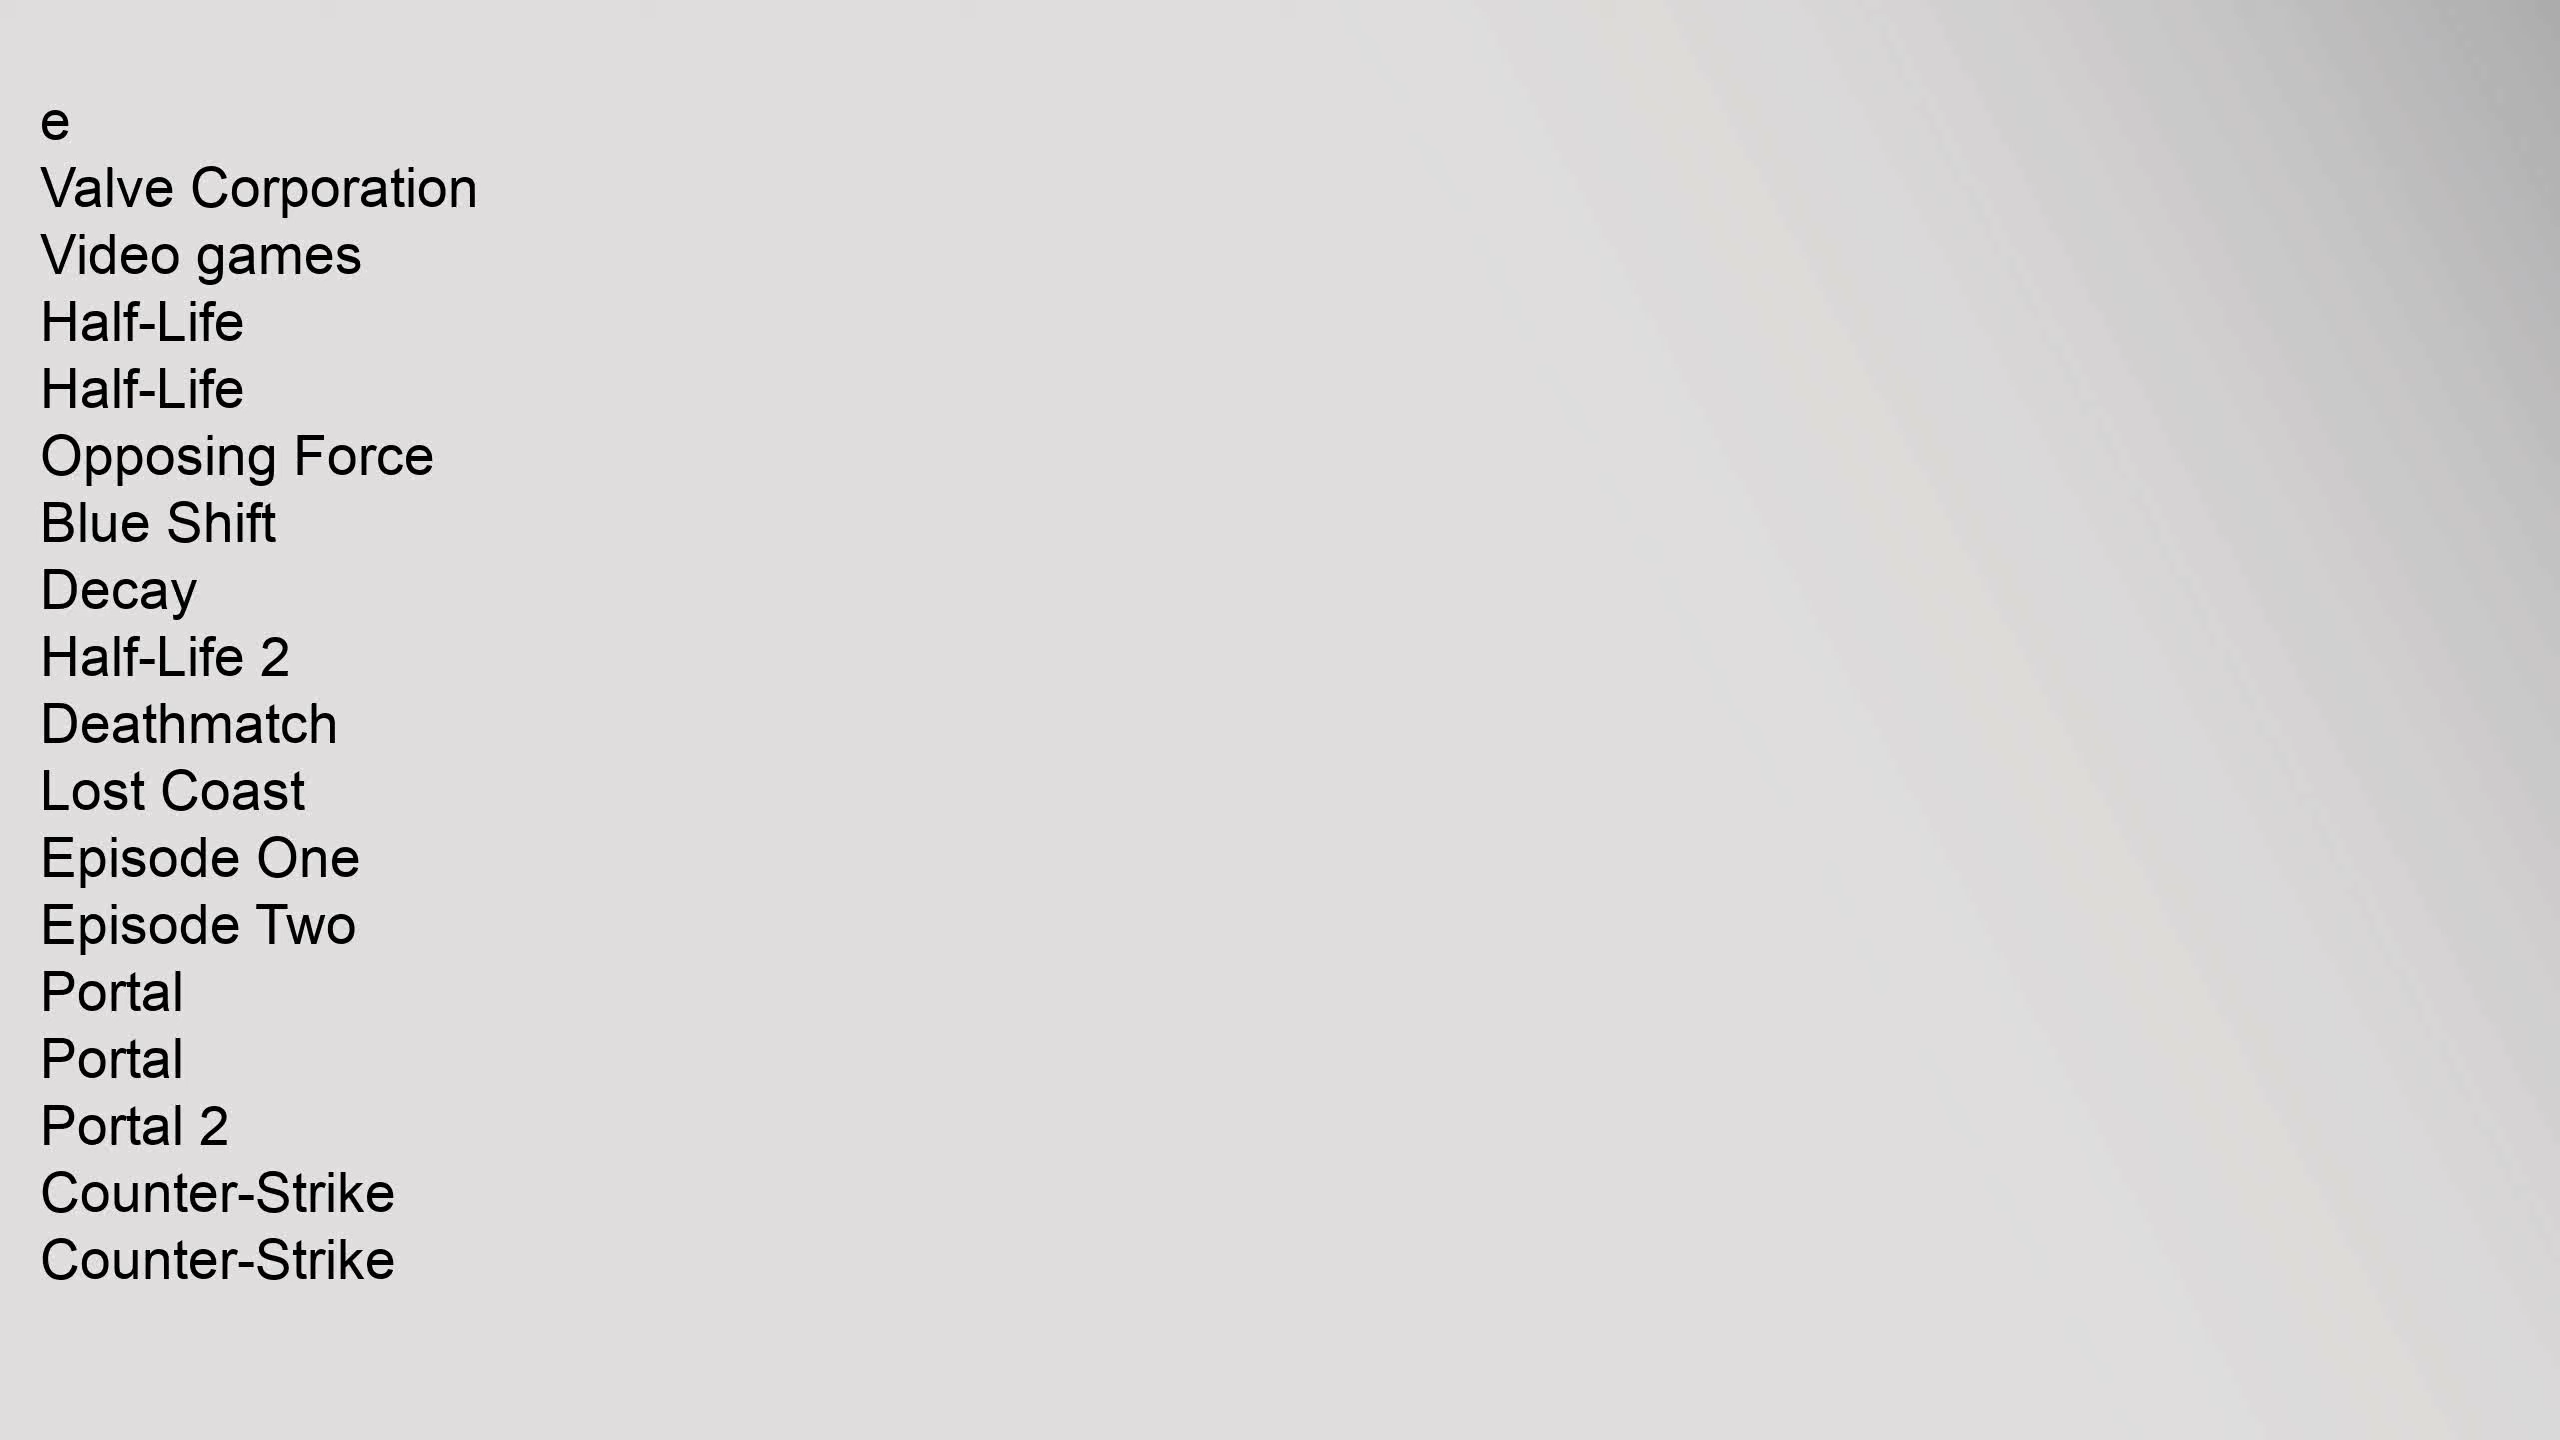 e
Valve Corporation
Video games
Half-Life
Half-Life
Opposing Force
Blue Shift
Decay
Half-Life 2
Deathmatch
Lost Coast
Episode One
Episode Two
Portal
Portal
Portal 2
Counter-Strike
Counter-Strike